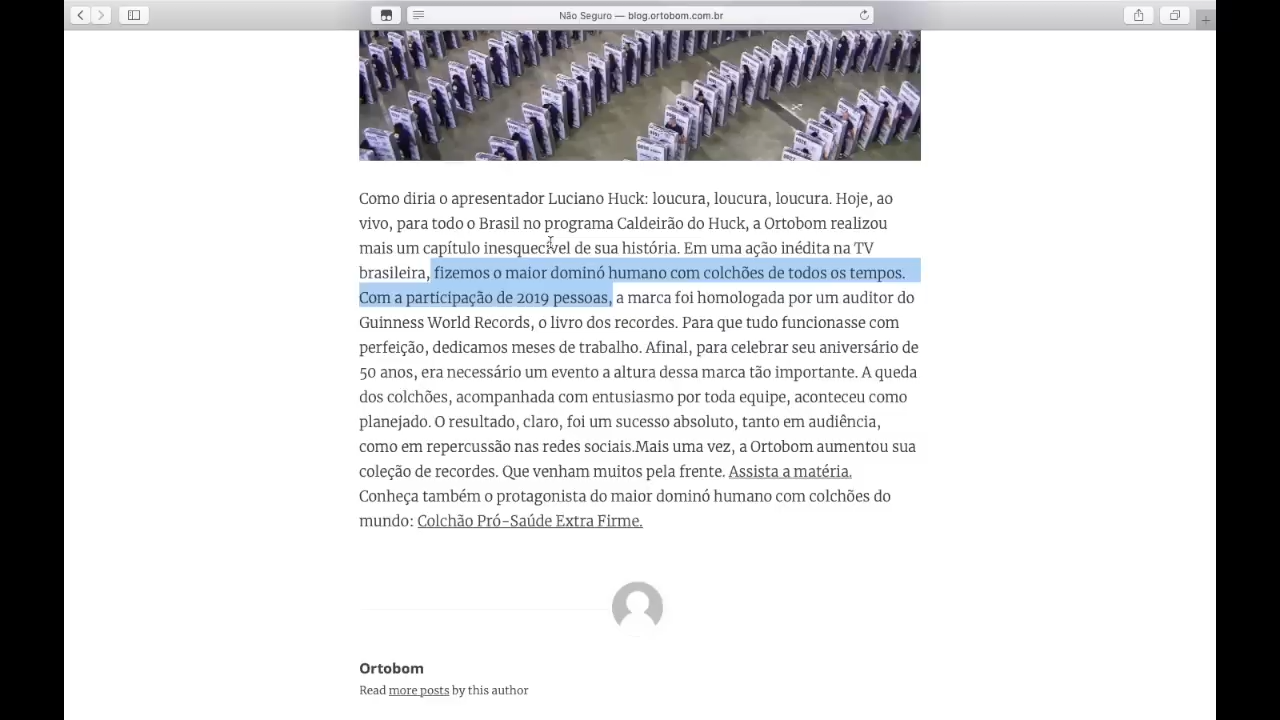 Não Seguro — blog.ortobom.com.br
Como diria o apresentador Luciano Huck: loucura, loucura, loucura. Hoje, ao
vivo, para todo o Brasil no programa Caldeirão do Huck, a Ortobom realizou
mais um capítulo inesquecível de sua história. Em uma ação inédita na TV
brasileira, fizemos o maior dominó humano com colchões de todos os tempos.
Com a participação de 2019 pessoas, a marca foi homologada por um auditor do
Guinness World Records, o livro dos recordes. Para que tudo funcionasse com
perfeição, dedicamos meses de trabalho. Afinal, para celebrar seu aniversário de
50 anos, era necessário um evento a altura dessa marca tão importante. A queda
dos colchões, acompanhada com entusiasmo por toda equipe, aconteceu como
planejado. O resultado, claro, foi um sucesso absoluto, tanto em audiência,
como em repercussão nas redes sociais.Mais uma vez, a Ortobom aumentou sua
coleção de recordes. Que venham muitos pela frente. Assista a matéria.
Conheça também o protagonista do maior dominó humano com colchões do
mundo: Colchão Pró-Saúde Extra Firme.
Ortobom
Read more posts by this author